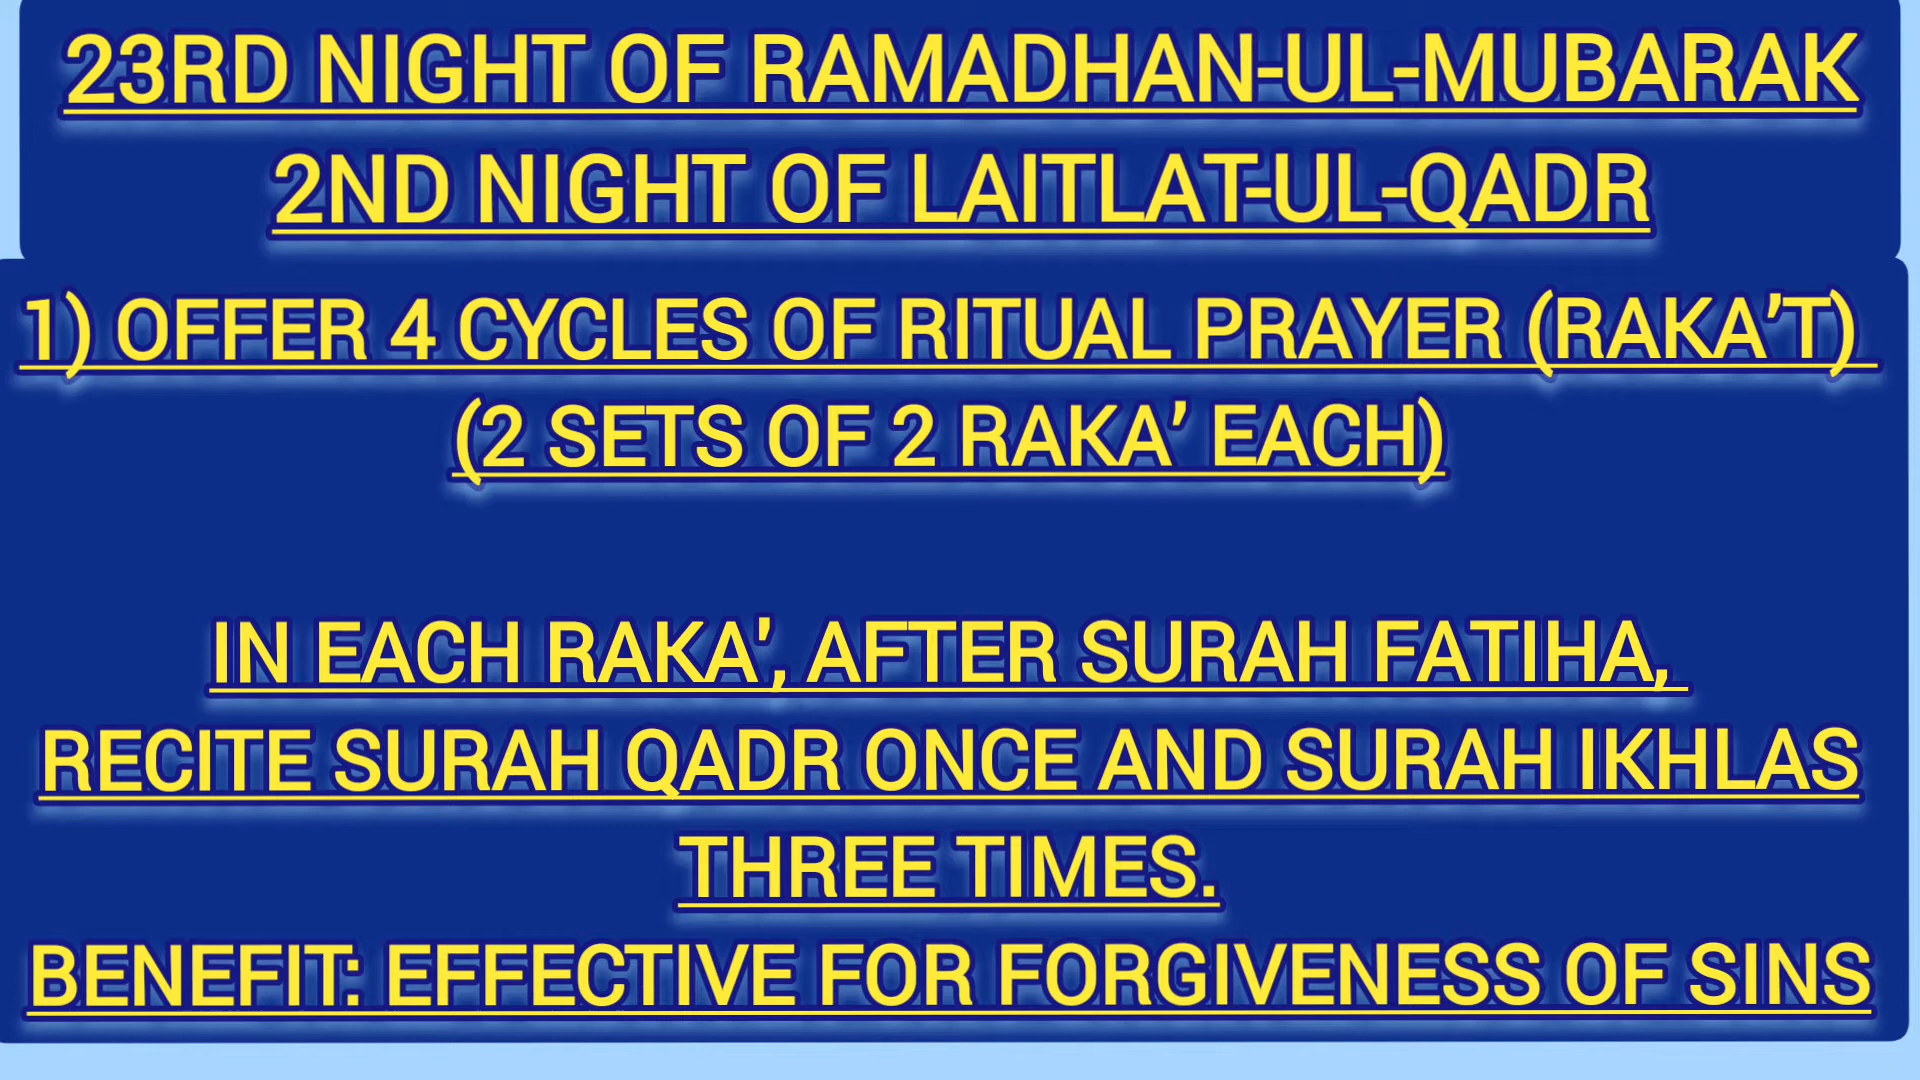 23RD NIGHT OF RAMADHAN-UL-MUBARAK
2ND NIGHT OF LAITLAT-UL-QADR
1) OFFER 4 CYCLES OF RITUAL PRAYER (RAKA’T)
(2 SETS OF 2 RAKA’ EACH)
IN EACH RAKA’, AFTER SURAH FATIHA,
RECITE SURAH QADR ONCE AND SURAH IKHLAS
THREE TIMES.
BENEFIT: EFFECTIVE FOR FORGIVENESS OF SINS